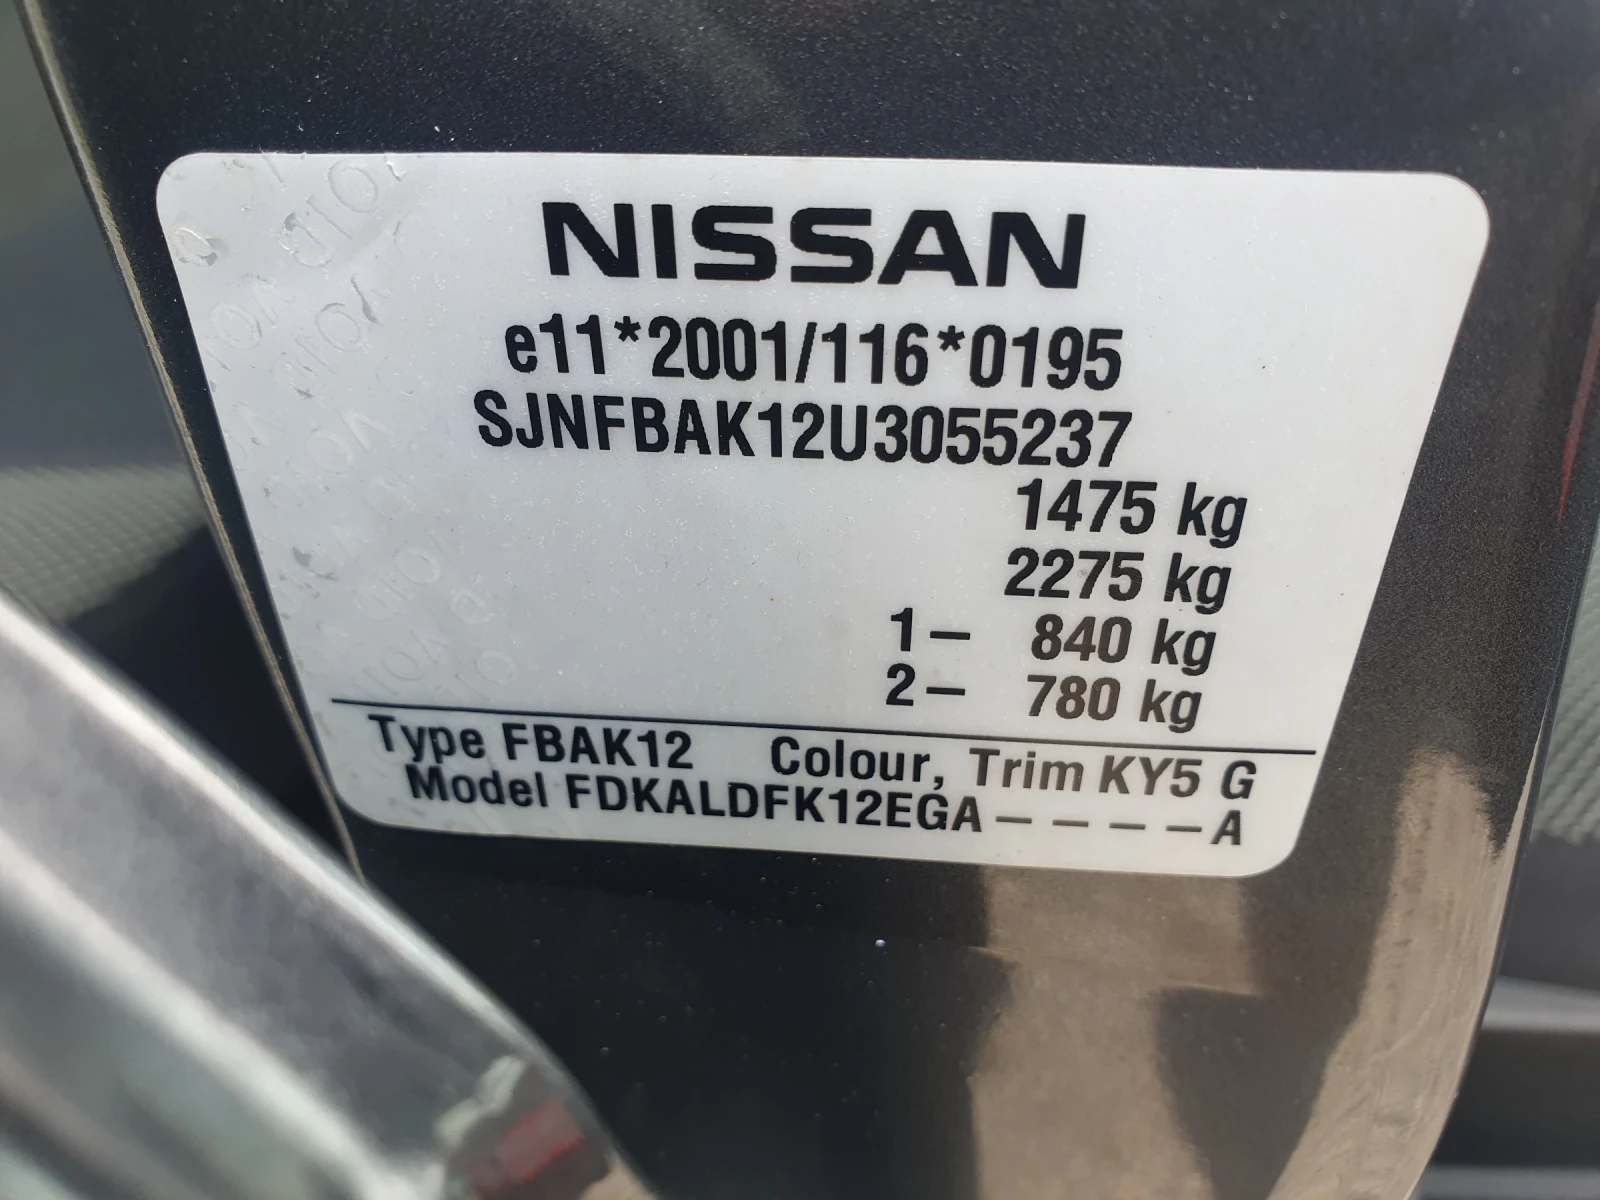 NISSAN
e11*2001/116*0195
SJNFBAK12U3055237
1475 kg
2275 kg
1– 840 kg
2– 780 kg
Type FBAK12 Colour, Trim KY5 G
Model FDKALDFK12EGA – – – – A